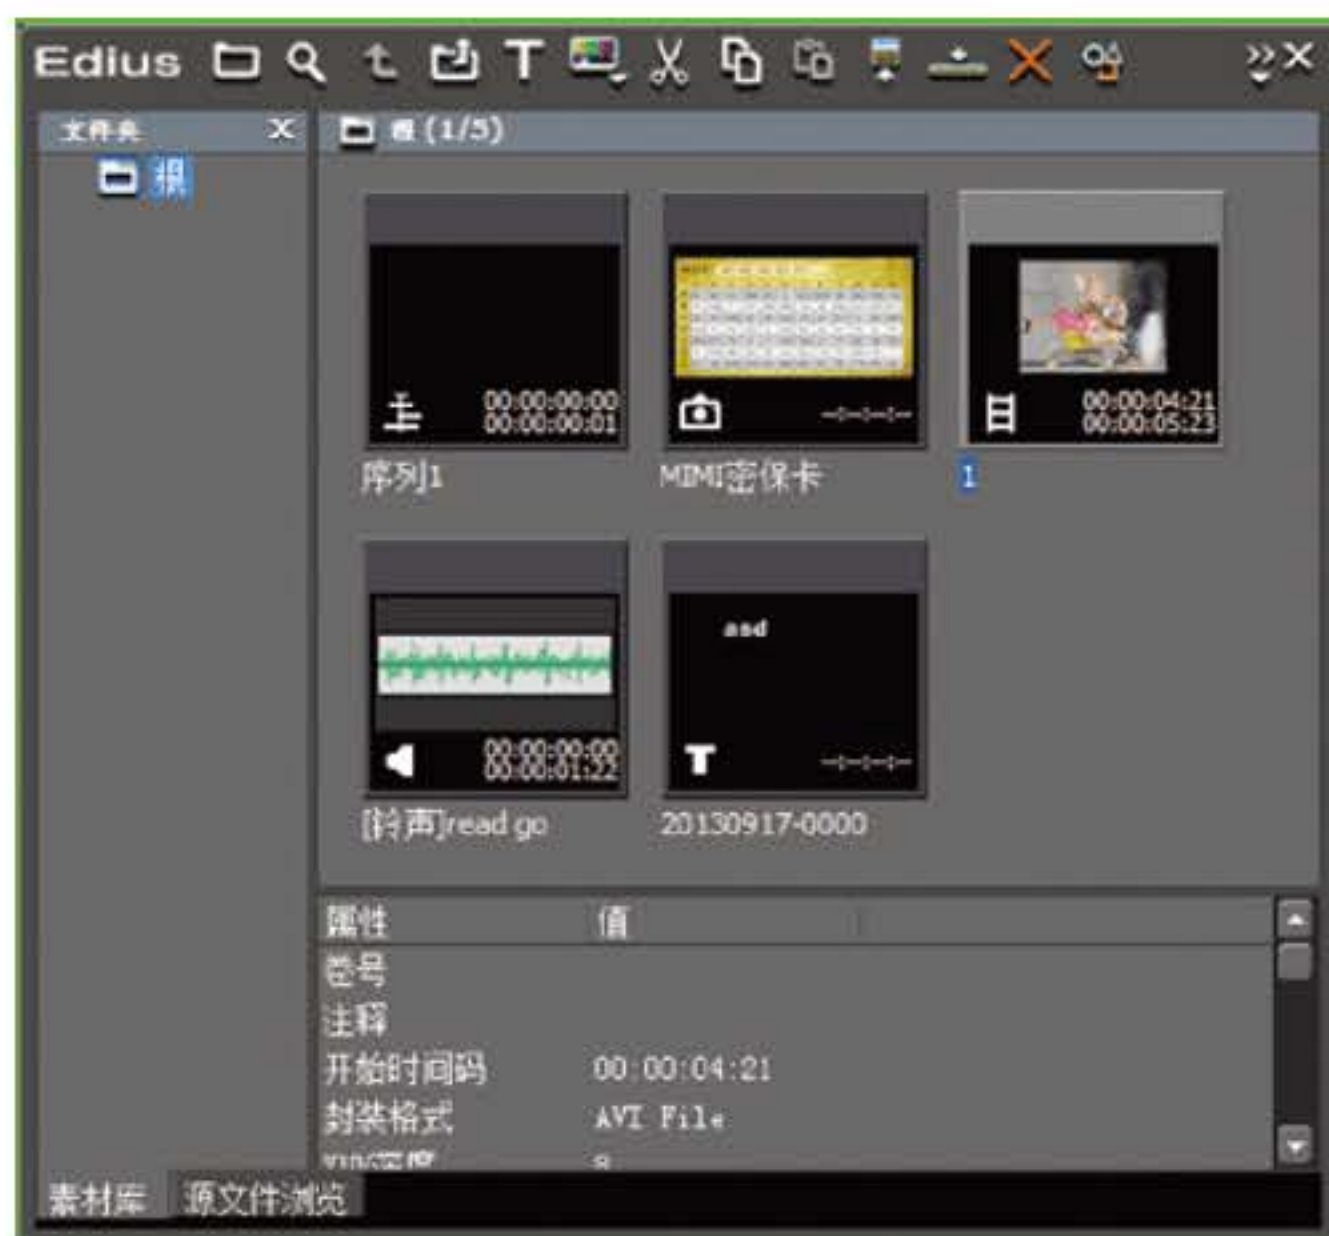 Edius
文件夹 X
根 (1/5)
根
00:00:00:00
00:00:00:01
序列1
--:--:--:--
MIMI密保卡
00:00:04:21
00:00:05:23
1
00:00:00:00
00:00:01:22
[铃声]read go
asd
--:--:--:--
20130917-0000
属性 值
卷号
注释
开始时间码 00:00:04:21
封装格式 AVI File
素材库 源文件浏览